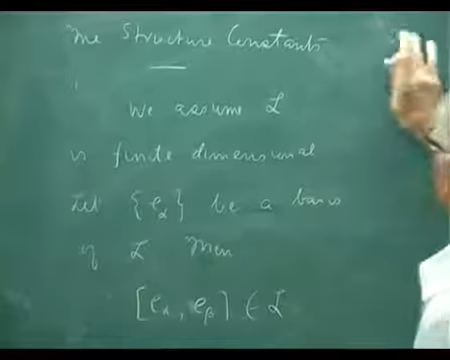 The Structure Constants
We assume L
is finite dimensional
Let {e_α} be a basis
of L Then
[e_α, e_β] ∈ L